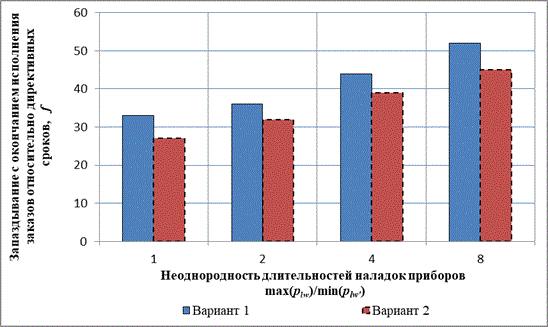 Запаздывание с окончанием исполнения
заказов относительно директивных
сроков, f
60
50
40
30
20
10
0
1 2 4 8
Неоднородность длительностей наладок приборов
max(plw)/min(plw')
Вариант 1 Вариант 2